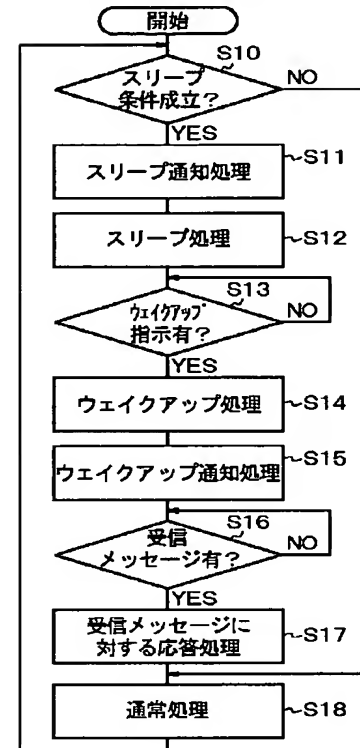 開始
S10
スリープ
条件成立？
NO
YES
スリープ通知処理
S11
スリープ処理
S12
S13
ウェイクアップ
指示有？
NO
YES
ウェイクアップ処理
S14
S15
ウェイクアップ通知処理
S16
受信
メッセージ有？
NO
YES
受信メッセージに
対する応答処理
S17
通常処理
S18